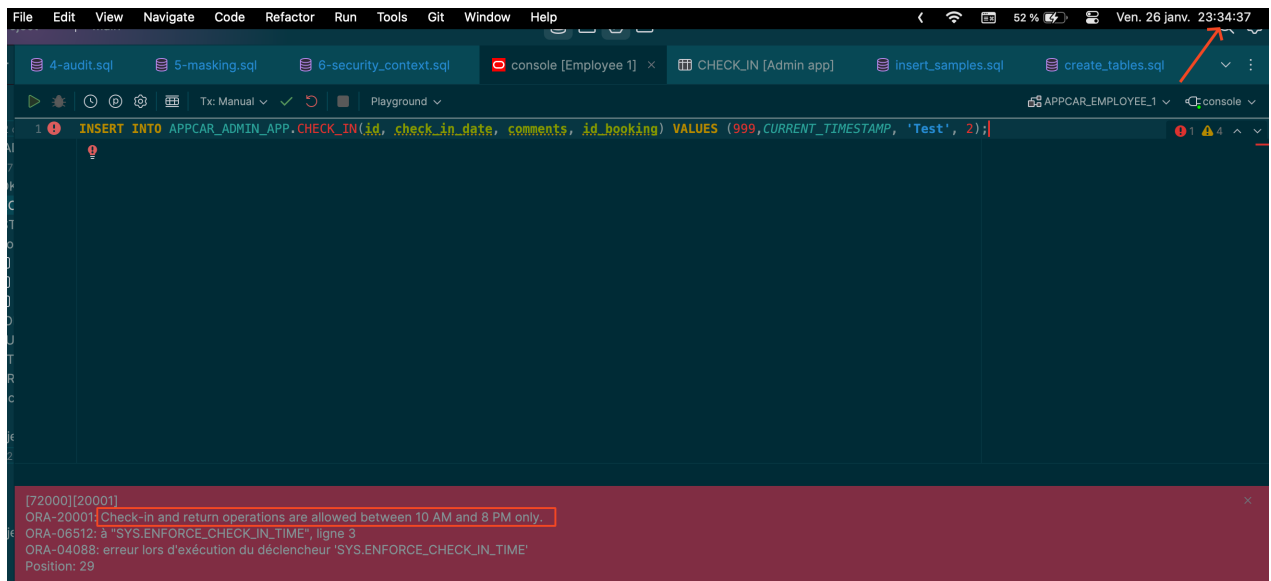 File Edit View Navigate Code Refactor Run Tools Git Window Help 52 % Ven. 26 janv. 23:34:37
4-audit.sql 5-masking.sql 6-security_context.sql console [Employee 1] × CHECK_IN [Admin app] insert_samples.sql create_tables.sql
Tx: Manual Playground APPCAR_EMPLOYEE_1 console
1 INSERT INTO APPCAR_ADMIN_APP.CHECK_IN(id, check_in_date, comments, id_booking) VALUES (999,CURRENT_TIMESTAMP, 'Test', 2); 1 4
[72000][20001]
ORA-20001: Check-in and return operations are allowed between 10 AM and 8 PM only.
ORA-06512: à "SYS.ENFORCE_CHECK_IN_TIME", ligne 3
ORA-04088: erreur lors d'exécution du déclencheur 'SYS.ENFORCE_CHECK_IN_TIME'
Position: 29